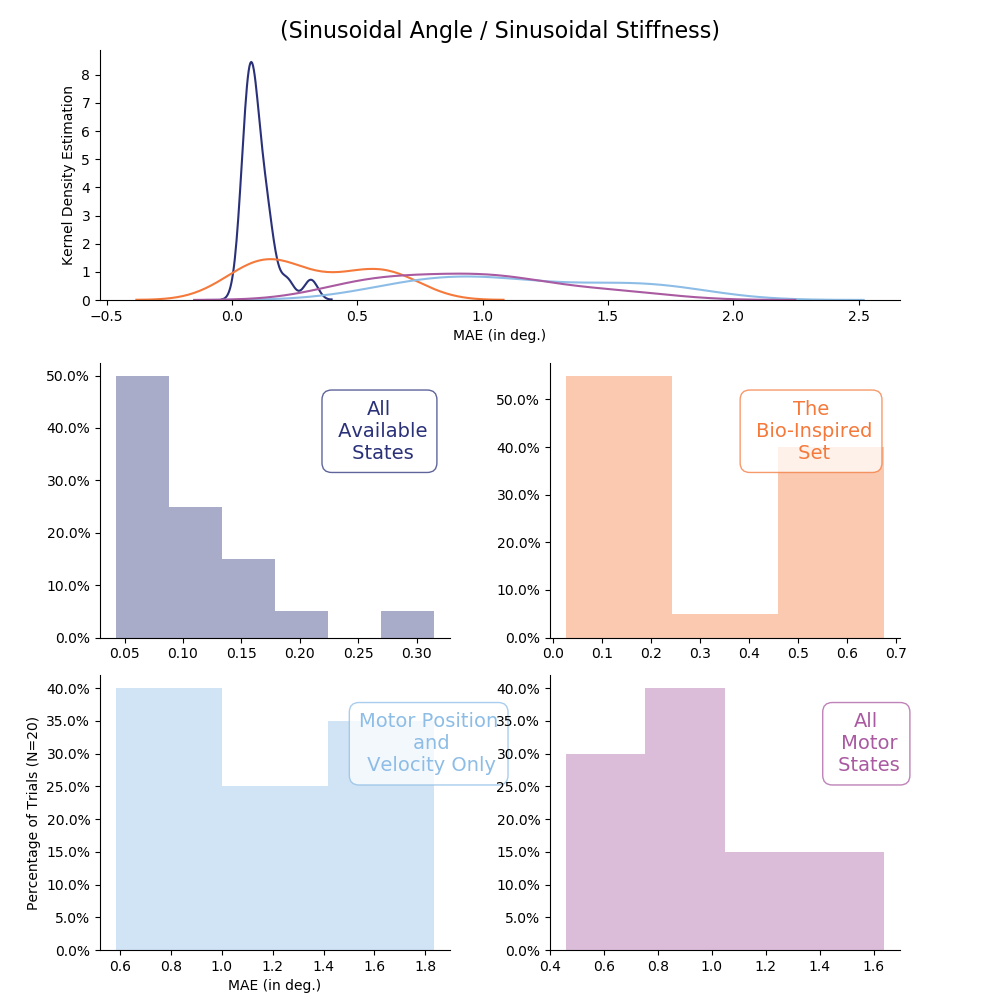 (Sinusoidal Angle / Sinusoidal Stiffness)
Kernel Density Estimation
8
7
6
5
4
3
2
1
0
−0.5 0.0 0.5 1.0 1.5 2.0 2.5
MAE (in deg.)
50.0%
40.0%
30.0%
20.0%
10.0%
0.0%
0.05 0.10 0.15 0.20 0.25 0.30
All
Available
States
50.0%
40.0%
30.0%
20.0%
10.0%
0.0%
0.0 0.1 0.2 0.3 0.4 0.5 0.6 0.7
The
Bio-Inspired
Set
Percentage of Trials (N=20)
40.0%
35.0%
30.0%
25.0%
20.0%
15.0%
10.0%
5.0%
0.0%
0.6 0.8 1.0 1.2 1.4 1.6 1.8
MAE (in deg.)
Motor Position
and
Velocity Only
40.0%
35.0%
30.0%
25.0%
20.0%
15.0%
10.0%
5.0%
0.0%
0.4 0.6 0.8 1.0 1.2 1.4 1.6
All
Motor
States